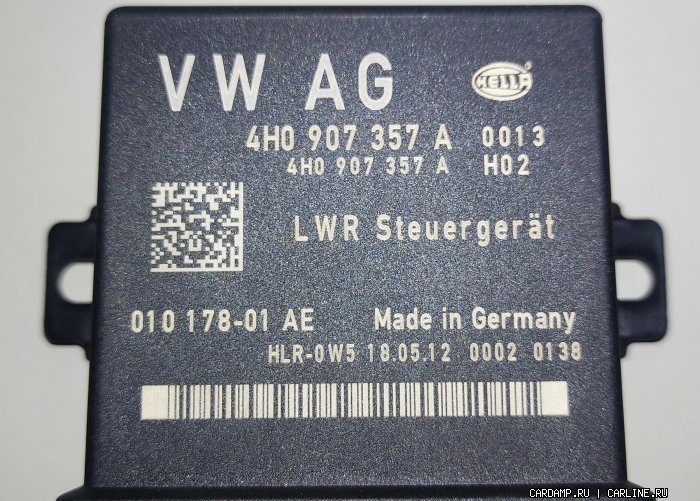 VW AG
HELLA
4H0 907 357 A 0013
4H0 907 357 A H02
LWR Steuergerät
010 178-01 AE Made in Germany
HLR-0W5 18.05.12 0002 0138
CARDAMP.RU | CARLINE.RU